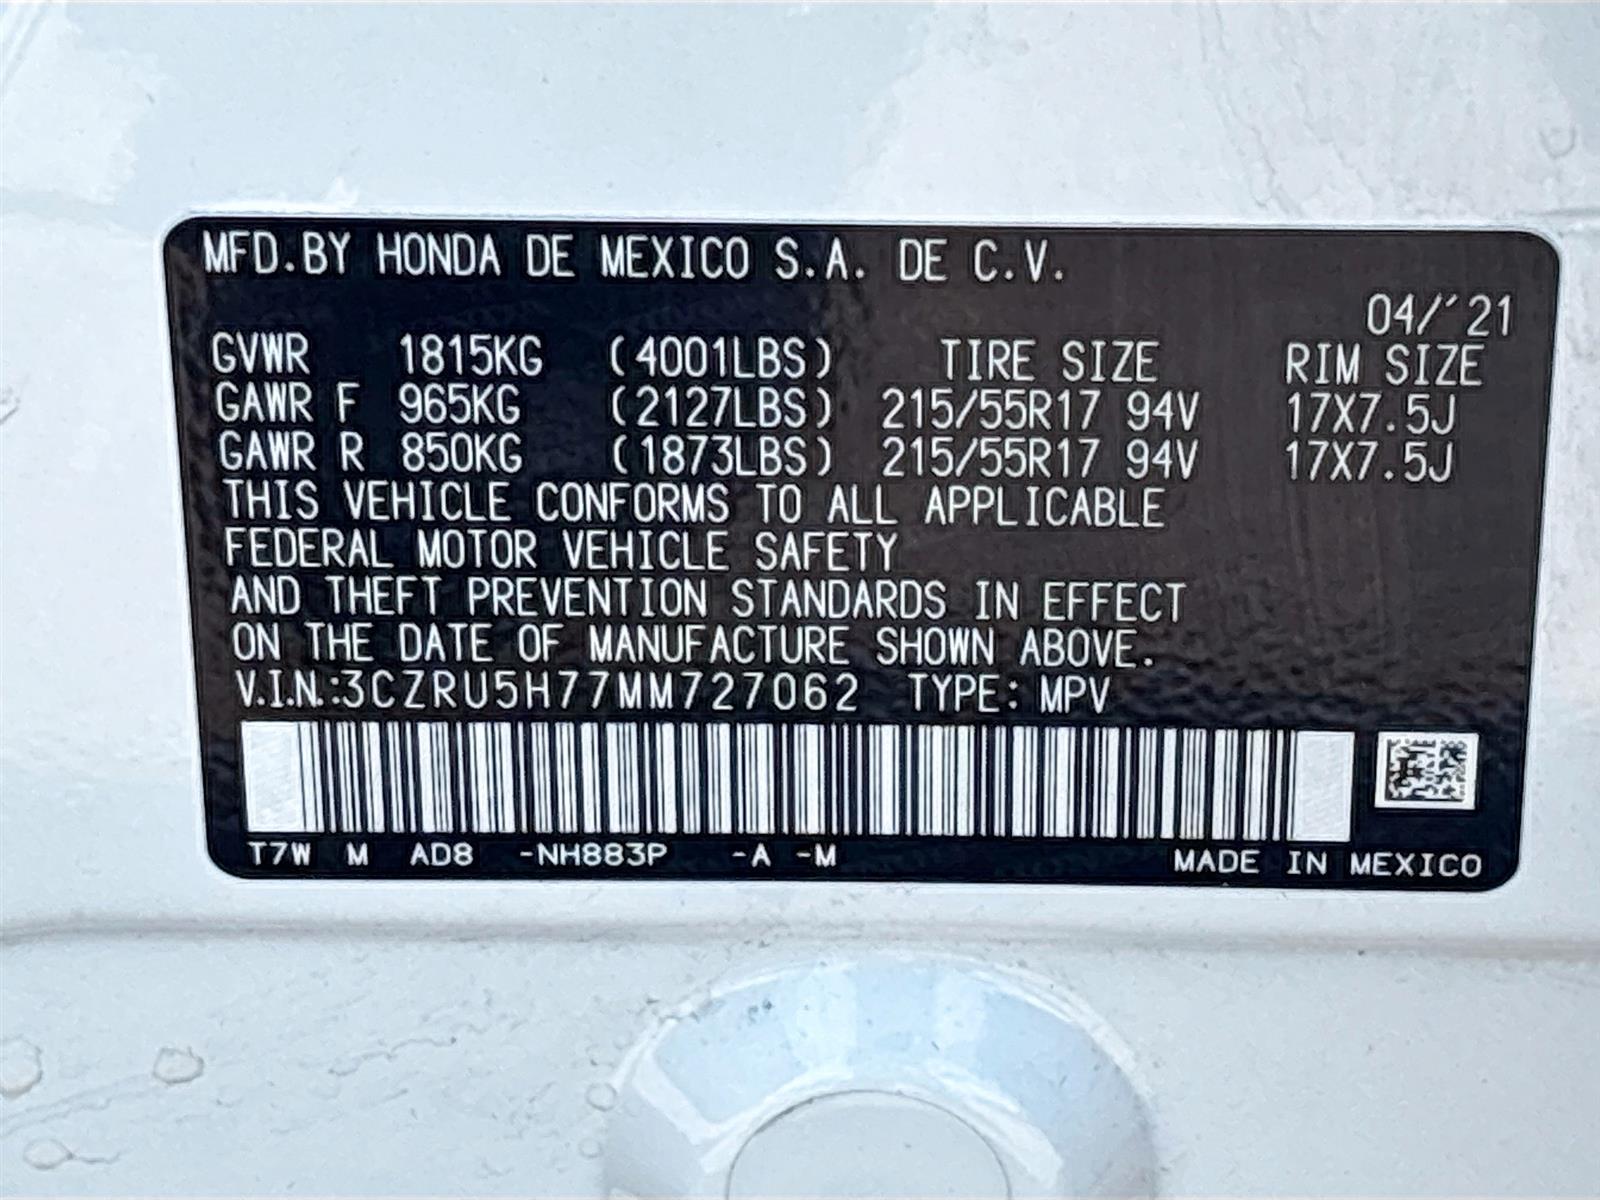 MFD.BY HONDA DE MEXICO S.A. DE C.V.
04/'21
GVWR 1815KG (4001LBS) TIRE SIZE RIM SIZE
GAWR F 965KG (2127LBS) 215/55R17 94V 17X7.5J
GAWR R 850KG (1873LBS) 215/55R17 94V 17X7.5J
THIS VEHICLE CONFORMS TO ALL APPLICABLE
FEDERAL MOTOR VEHICLE SAFETY
AND THEFT PREVENTION STANDARDS IN EFFECT
ON THE DATE OF MANUFACTURE SHOWN ABOVE.
V.I.N.:3CZRU5H77MM727062 TYPE: MPV
T7W M AD8 -NH883P -A -M MADE IN MEXICO